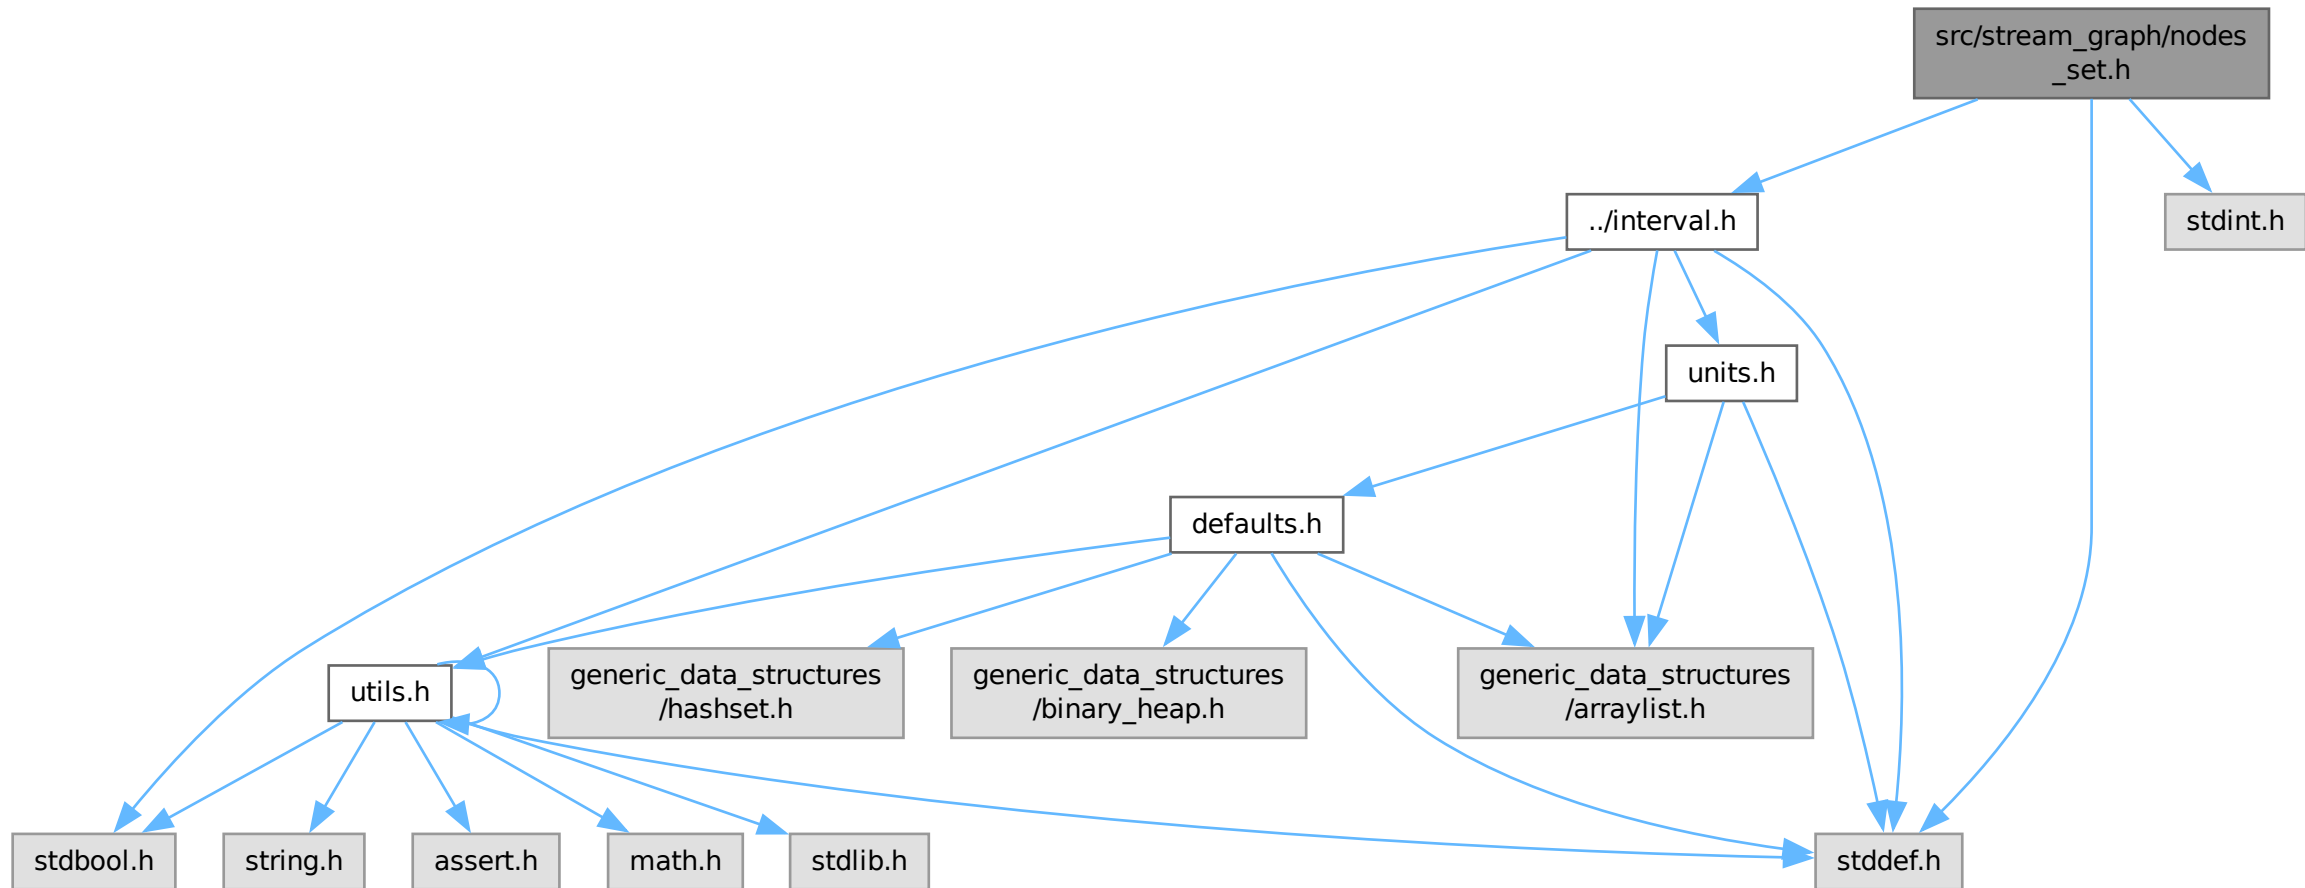 src/stream_graph/nodes
_set.h
../interval.h
stdint.h
units.h
defaults.h
utils.h
generic_data_structures
/hashset.h
generic_data_structures
/binary_heap.h
generic_data_structures
/arraylist.h
stdbool.h
string.h
assert.h
math.h
stdlib.h
stddef.h